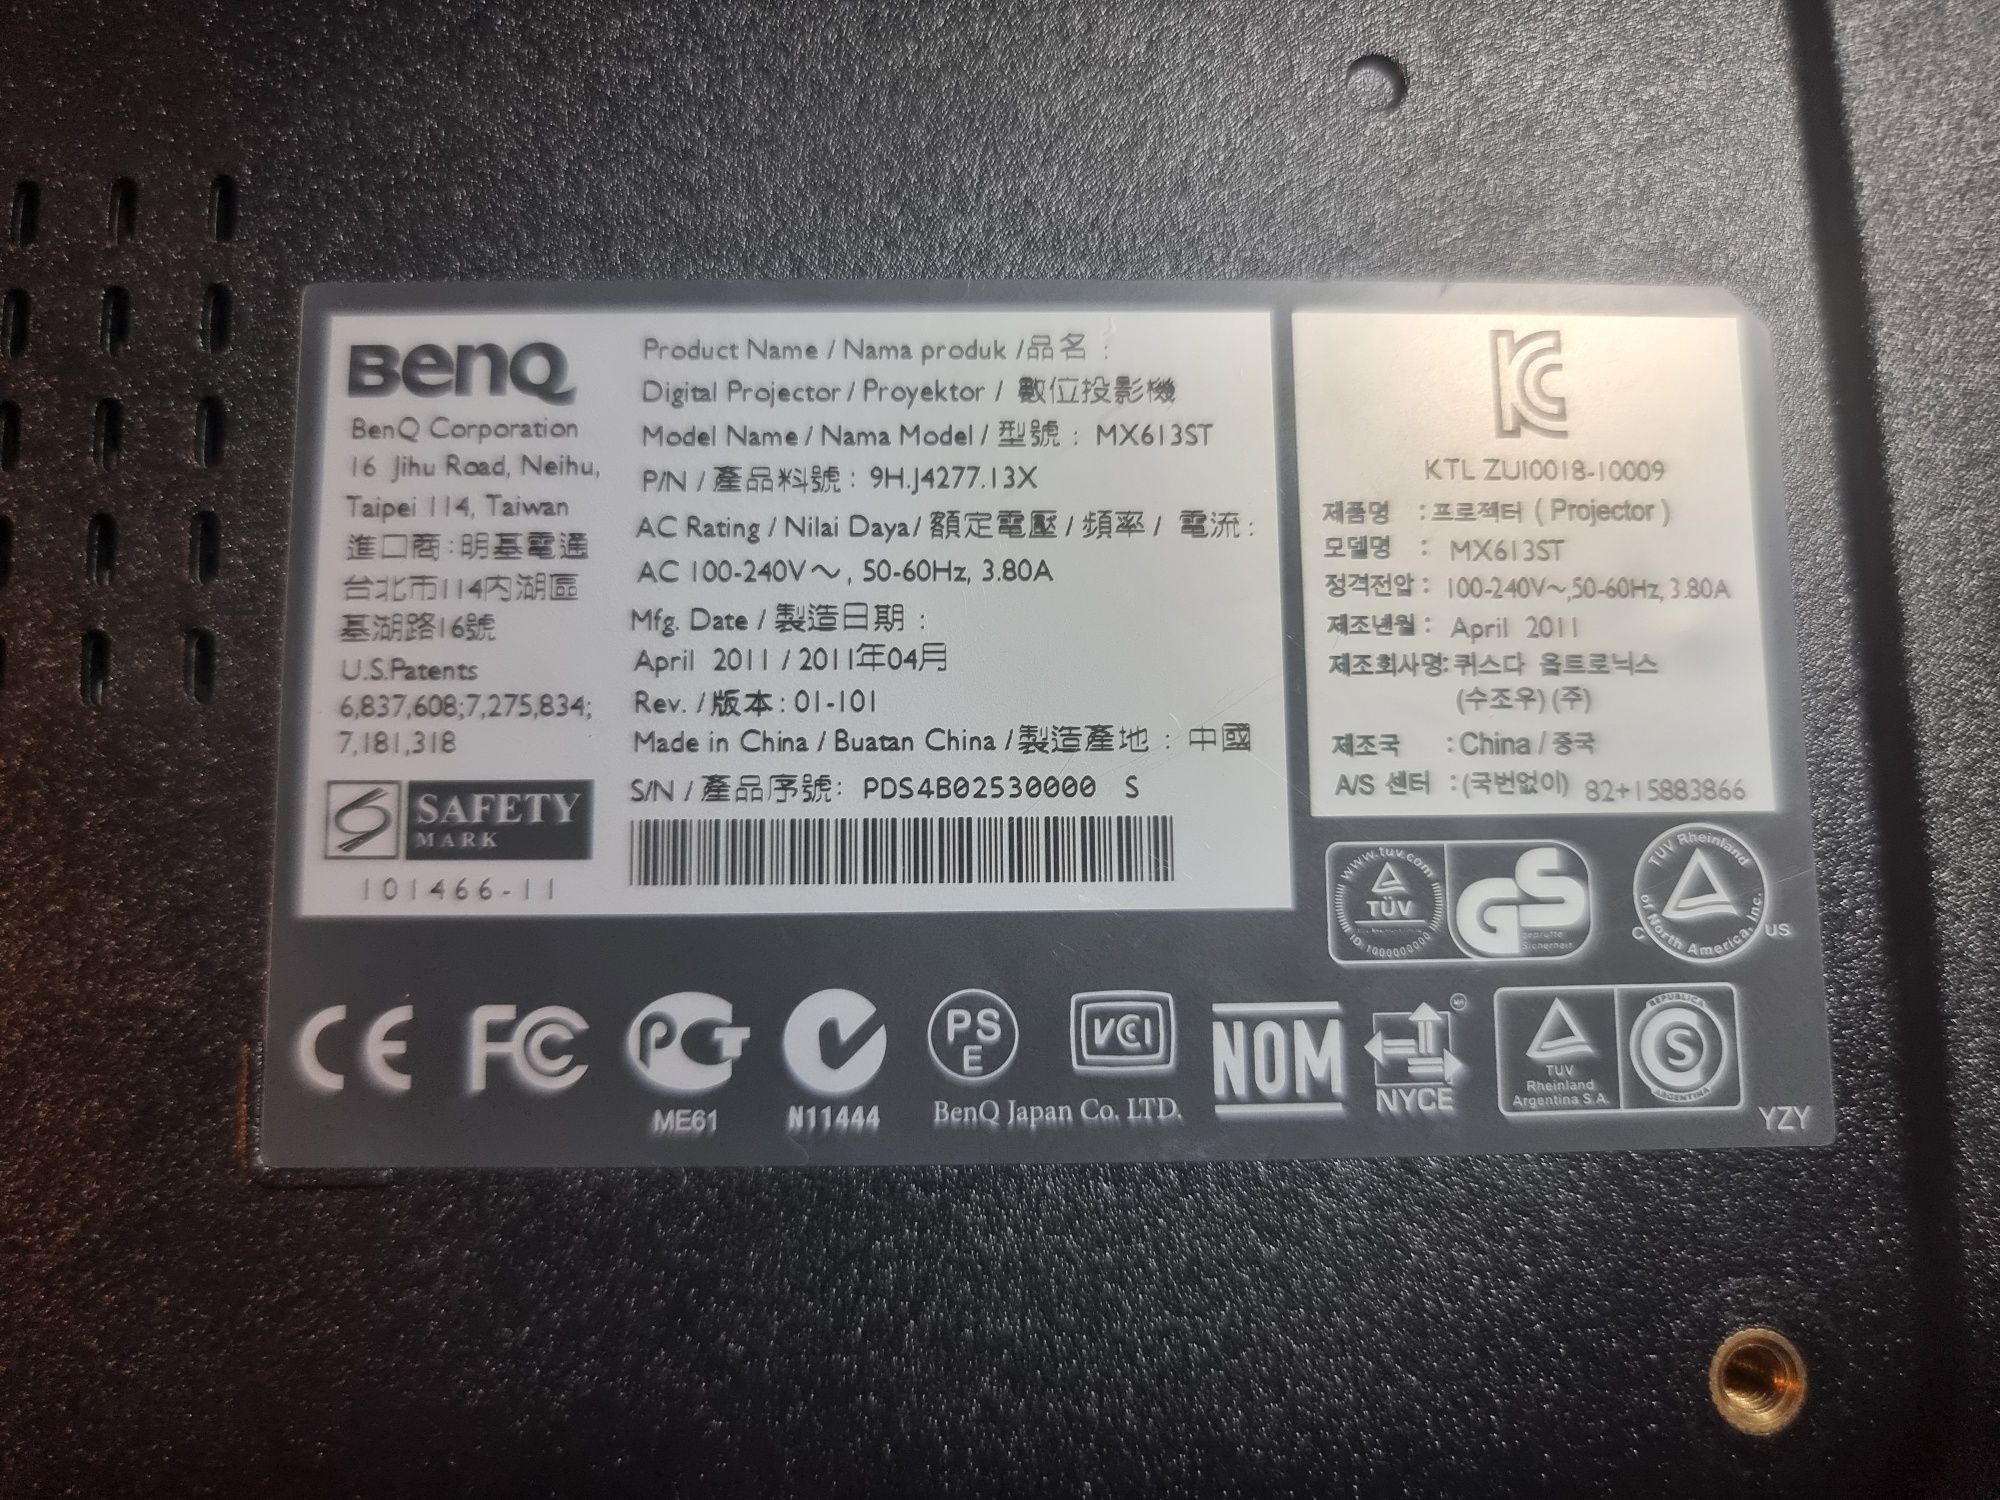 BenQ
BenQ Corporation
16 Jihu Road, Neihu,
Taipei 114, Taiwan
進口商:明基電通
台北市114內湖區
基湖路16號
U.S.Patents
6,837,608;7,275,834;
7,181,318
SAFETY
MARK
101466-11
Product Name / Nama produk /品名 :
Digital Projector / Proyektor / 數位投影機
Model Name / Nama Model / 型號 : MX613ST
P/N / 產品料號 : 9H.J4277.13X
AC Rating / Nilai Daya/ 額定電壓 / 頻率 / 電流 :
AC 100-240V～, 50-60Hz, 3.80A
Mfg. Date / 製造日期 :
April 2011 / 2011年04月
Rev. / 版本 : 01-101
Made in China / Buatan China / 製造產地 : 中國
S/N / 產品序號: PDS4B02530000 S
KTL ZU10018-10009
제품명 : 프로젝터 ( Projector )
모델명 : MX613ST
정격전압 : 100-240V～,50-60Hz, 3.80A
제조년월 : April 2011
제조회사명: 퀴스다 옵트로닉스
(수조우) (주)
제조국 : China / 중국
A/S 센터 : (국번없이) 82+15883866
www.tuv.com
TÜV
ID: 1000000000
GS
geprüfte
Sicherheit
TUV Rheinland
of North America, Inc.
C US
CE FC PCT
ME61
N11444
PS
E
VCI
BenQ Japan Co. LTD.
NOM
NYCE
TUV
Rheinland
Argentina S.A.
REPUBLICA
S
ARGENTINA
YZY